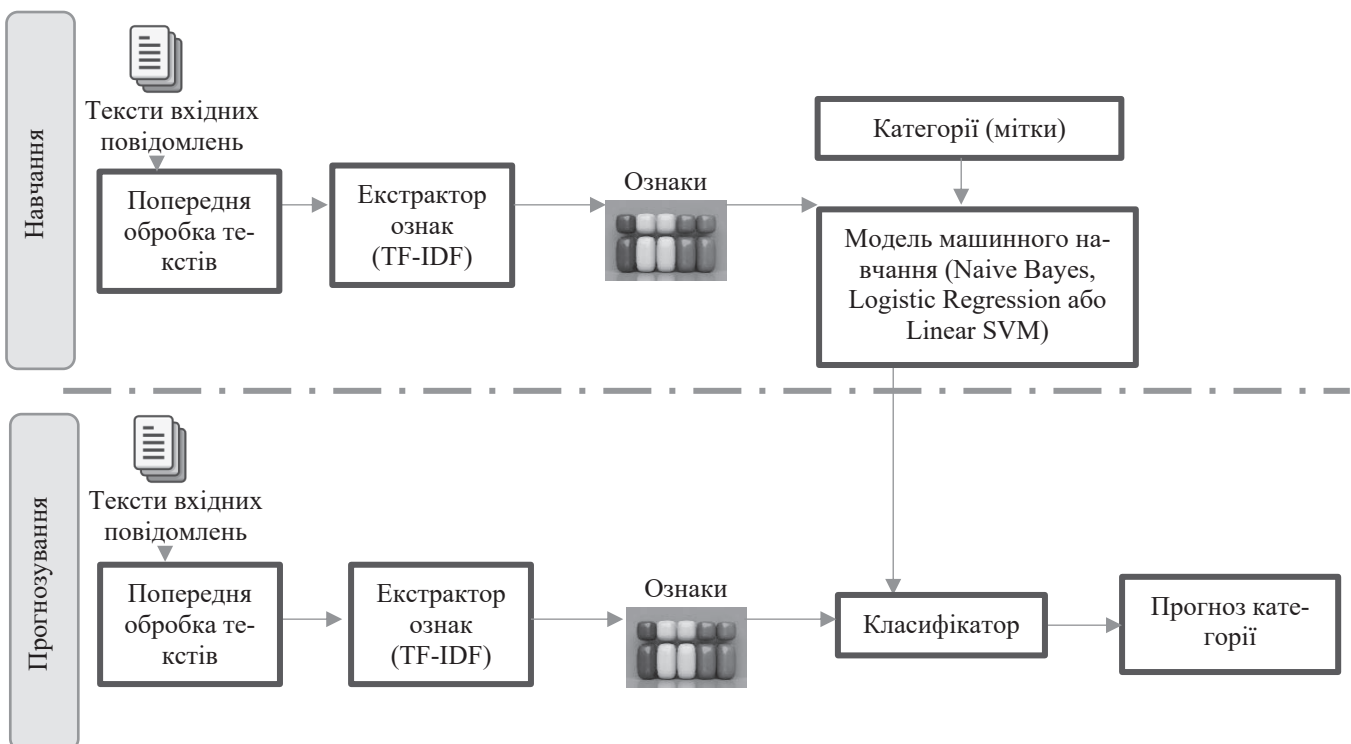 Навчання
Тексти вхідних
повідомлень
Попередня
обробка те-
кстів
Екстрактор
ознак
(TF-IDF)
Ознаки
Категорії (мітки)
Модель машинного на-
вчання (Naive Bayes,
Logistic Regression або
Linear SVM)
Прогнозування
Тексти вхідних
повідомлень
Попередня
обробка те-
кстів
Екстрактор
ознак
(TF-IDF)
Ознаки
Класифікатор
Прогноз кате-
горії